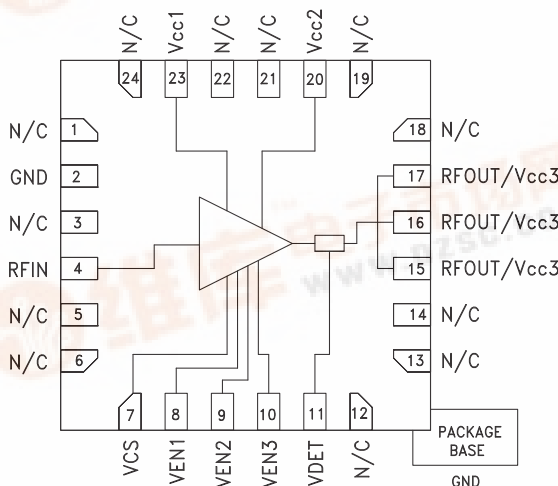 N/C
Vcc1
N/C
N/C
Vcc2
N/C
24
23
22
21
20
19
N/C 1
GND 2
N/C 3
RFIN 4
N/C 5
N/C 6
18 N/C
17 RFOUT/Vcc3
16 RFOUT/Vcc3
15 RFOUT/Vcc3
14 N/C
13 N/C
7
8
9
10
11
12
VCS
VEN1
VEN2
VEN3
VDET
N/C
PACKAGE
BASE
GND